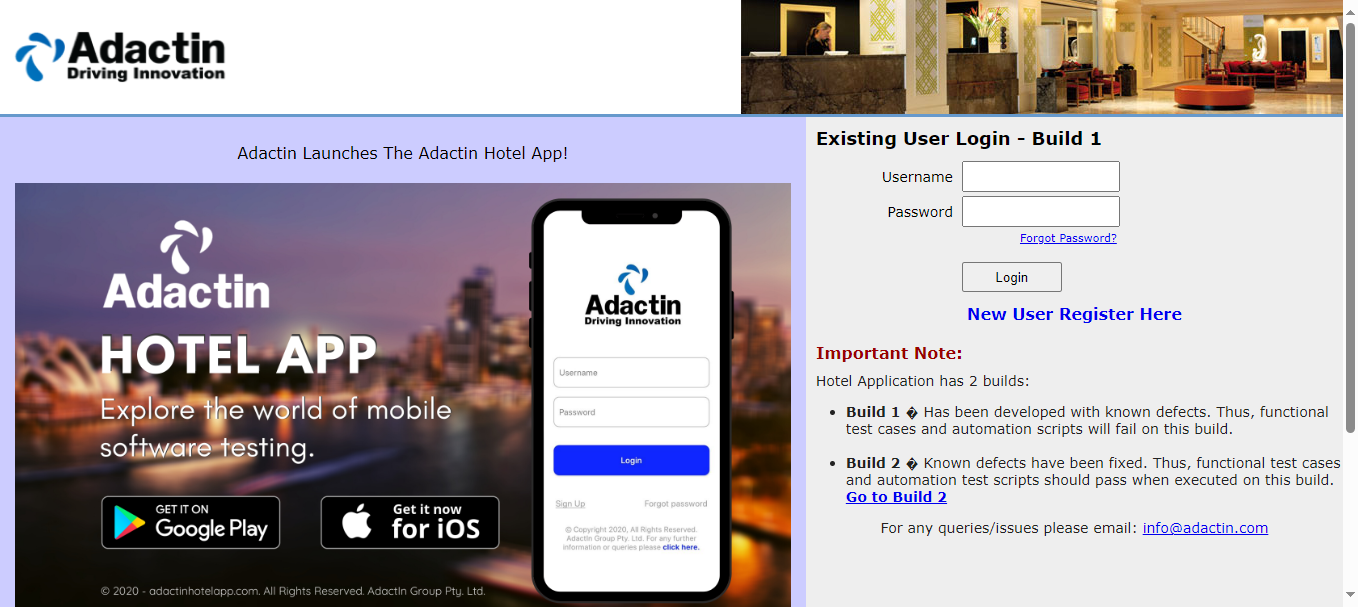 Adactin
Driving Innovation
Adactin Launches The Adactin Hotel App!
Adactin
HOTEL APP
Explore the world of mobile
software testing.
GET IT ON
Google Play
Get it now
for iOS
© 2020 - adactinhotelapp.com. All Rights Reserved. AdactIn Group Pty. Ltd.
Adactin
Driving Innovation
Username
Password
Login
Sign Up Forgot password
© Copyright 2020, All Rights Reserved.
Adactin Group Pty. Ltd. For any further
information or queries please click here.
Existing User Login - Build 1
Username
Password
Forgot Password?
Login
New User Register Here
Important Note:
Hotel Application has 2 builds:
• Build 1 � Has been developed with known defects. Thus, functional
test cases and automation scripts will fail on this build.
• Build 2 � Known defects have been fixed. Thus, functional test cases
and automation test scripts should pass when executed on this build.
Go to Build 2
For any queries/issues please email: info@adactin.com